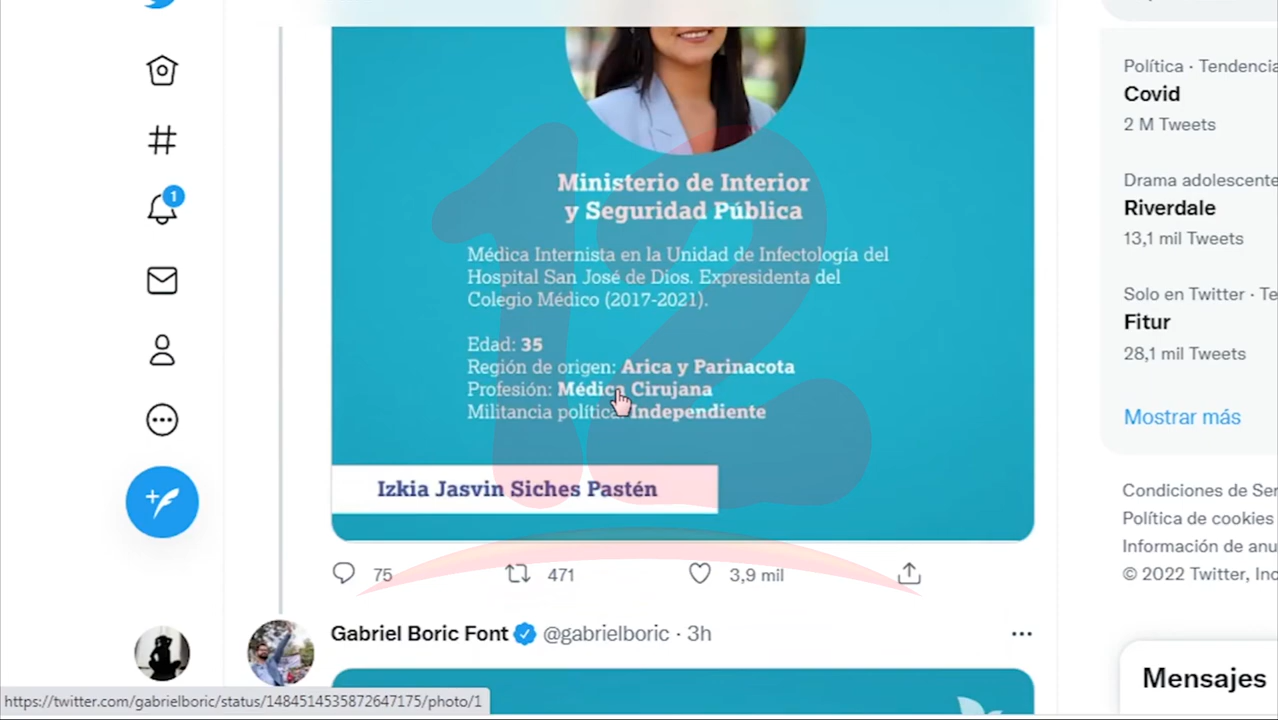 Ministerio de Interior
y Seguridad Pública
Médica Internista en la Unidad de Infectología del
Hospital San José de Dios. Expresidenta del
Colegio Médico (2017-2021).
Edad: 35
Región de origen: Arica y Parinacota
Profesión: Médica Cirujana
Militancia política: Independiente
Izkia Jasvin Siches Pastén
12
75
471
3,9 mil
Gabriel Boric Font @gabrielboric · 3h
1
Política · Tendencia
Covid
2 M Tweets
Drama adolescente
Riverdale
13,1 mil Tweets
Solo en Twitter · Te
Fitur
28,1 mil Tweets
Mostrar más
Condiciones de Ser
Política de cookies
Información de anu
© 2022 Twitter, Inc
Mensajes
https://twitter.com/gabrielboric/status/1484514535872647175/photo/1